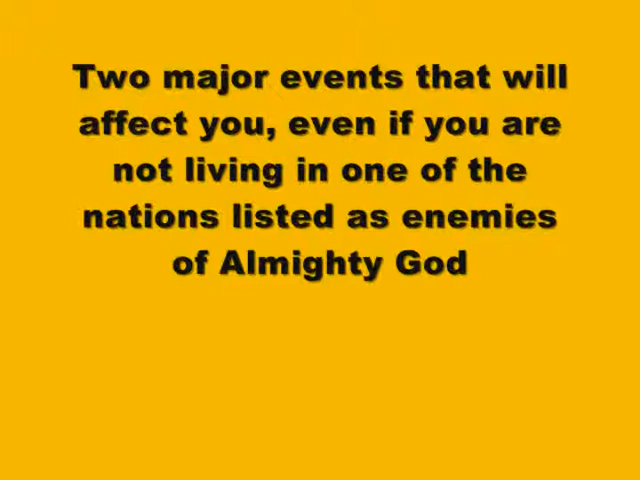 Two major events that will
affect you, even if you are
not living in one of the
nations listed as enemies
of Almighty God